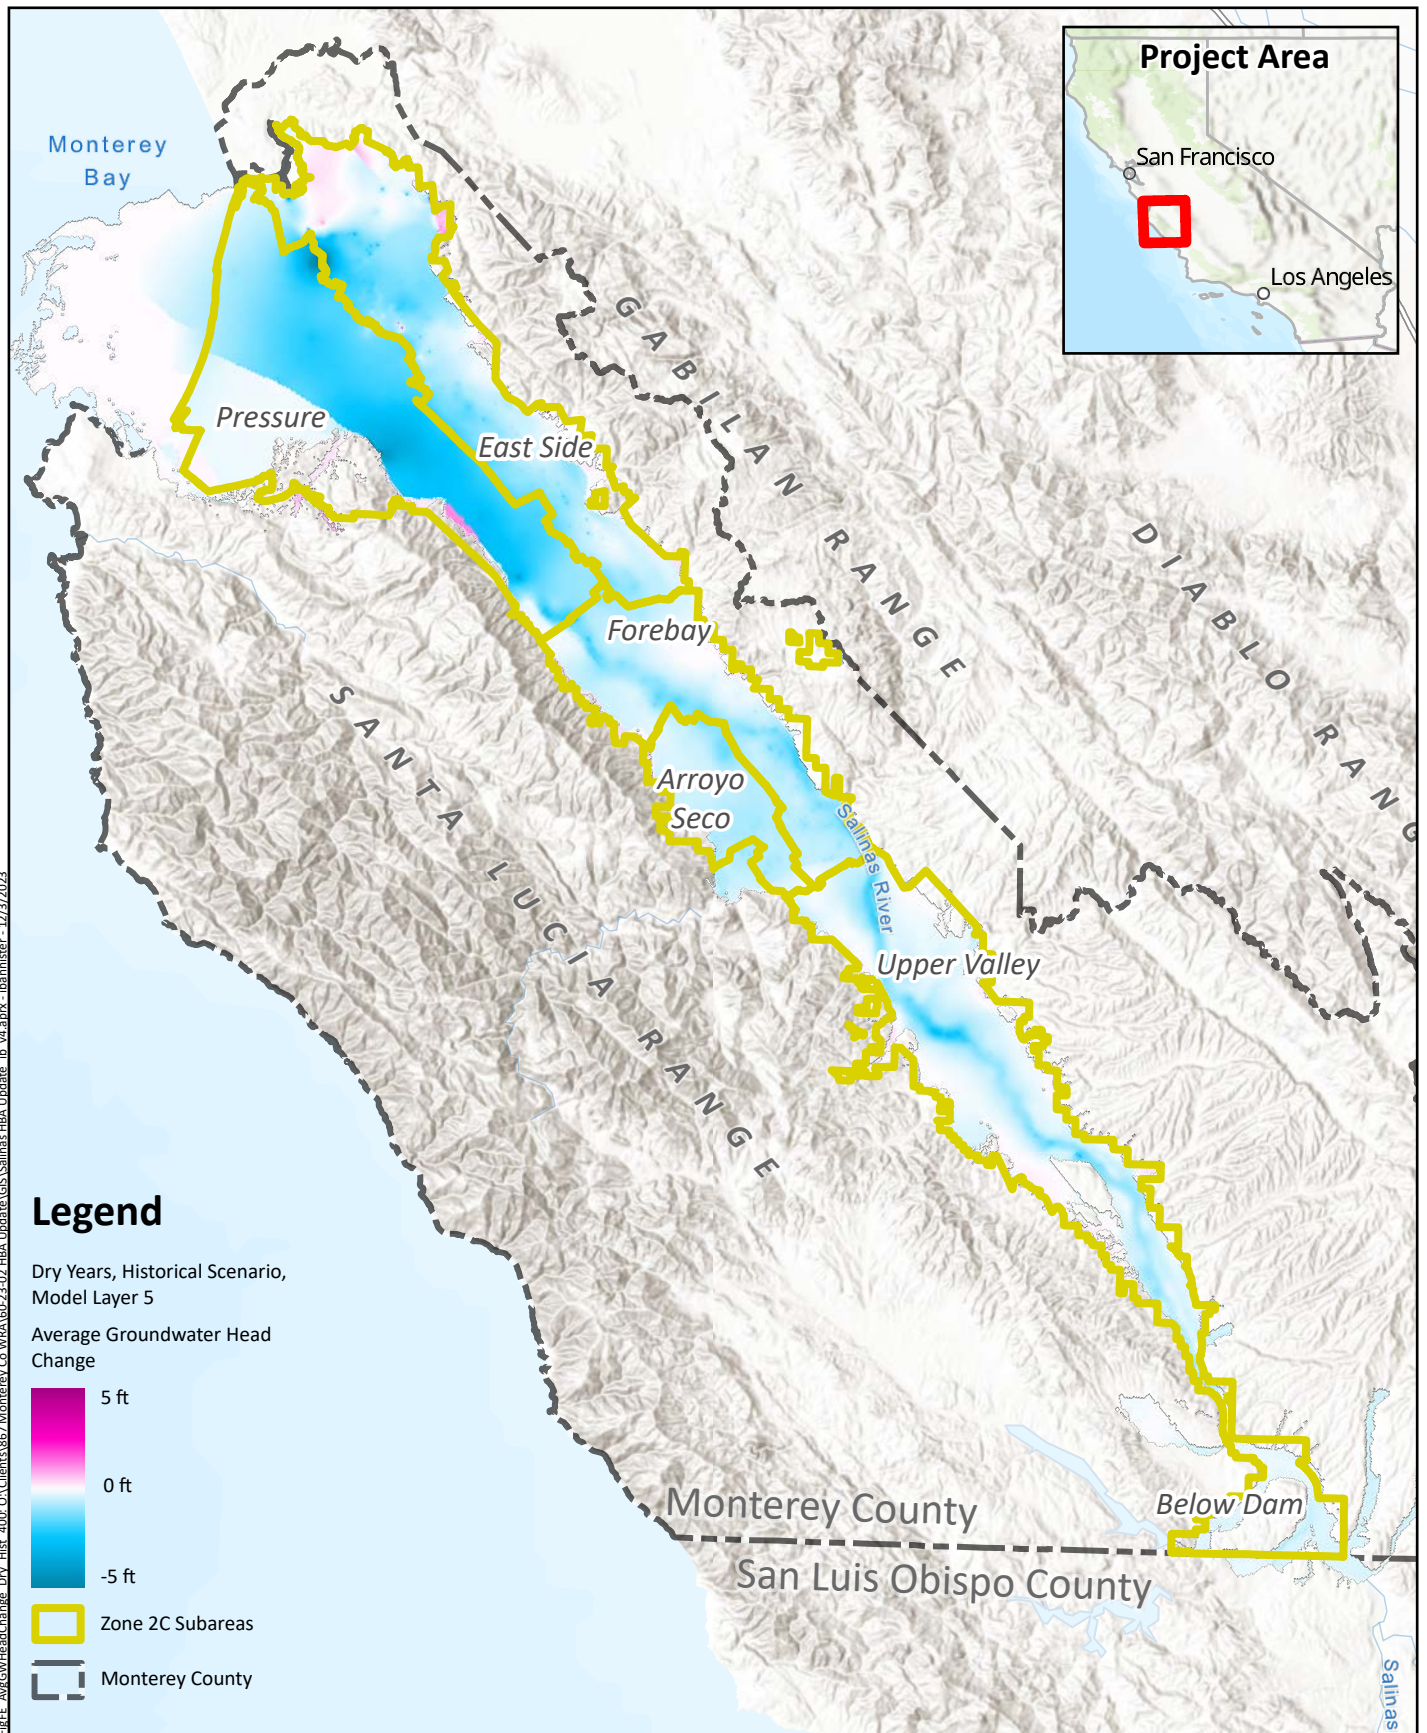 Project Area
San Francisco
Los Angeles
Monterey
Bay
GABILAN RANGE
DIABLO RANG
Pressure
East Side
Forebay
SANTA LUCIA RANGE
Arroyo
Seco
Salinas River
Upper Valley
Below Dam
Monterey County
San Luis Obispo County
Salinas
Legend
Dry Years, Historical Scenario,
Model Layer 5
Average Groundwater Head
Change
5 ft
0 ft
-5 ft
Zone 2C Subareas
Monterey County